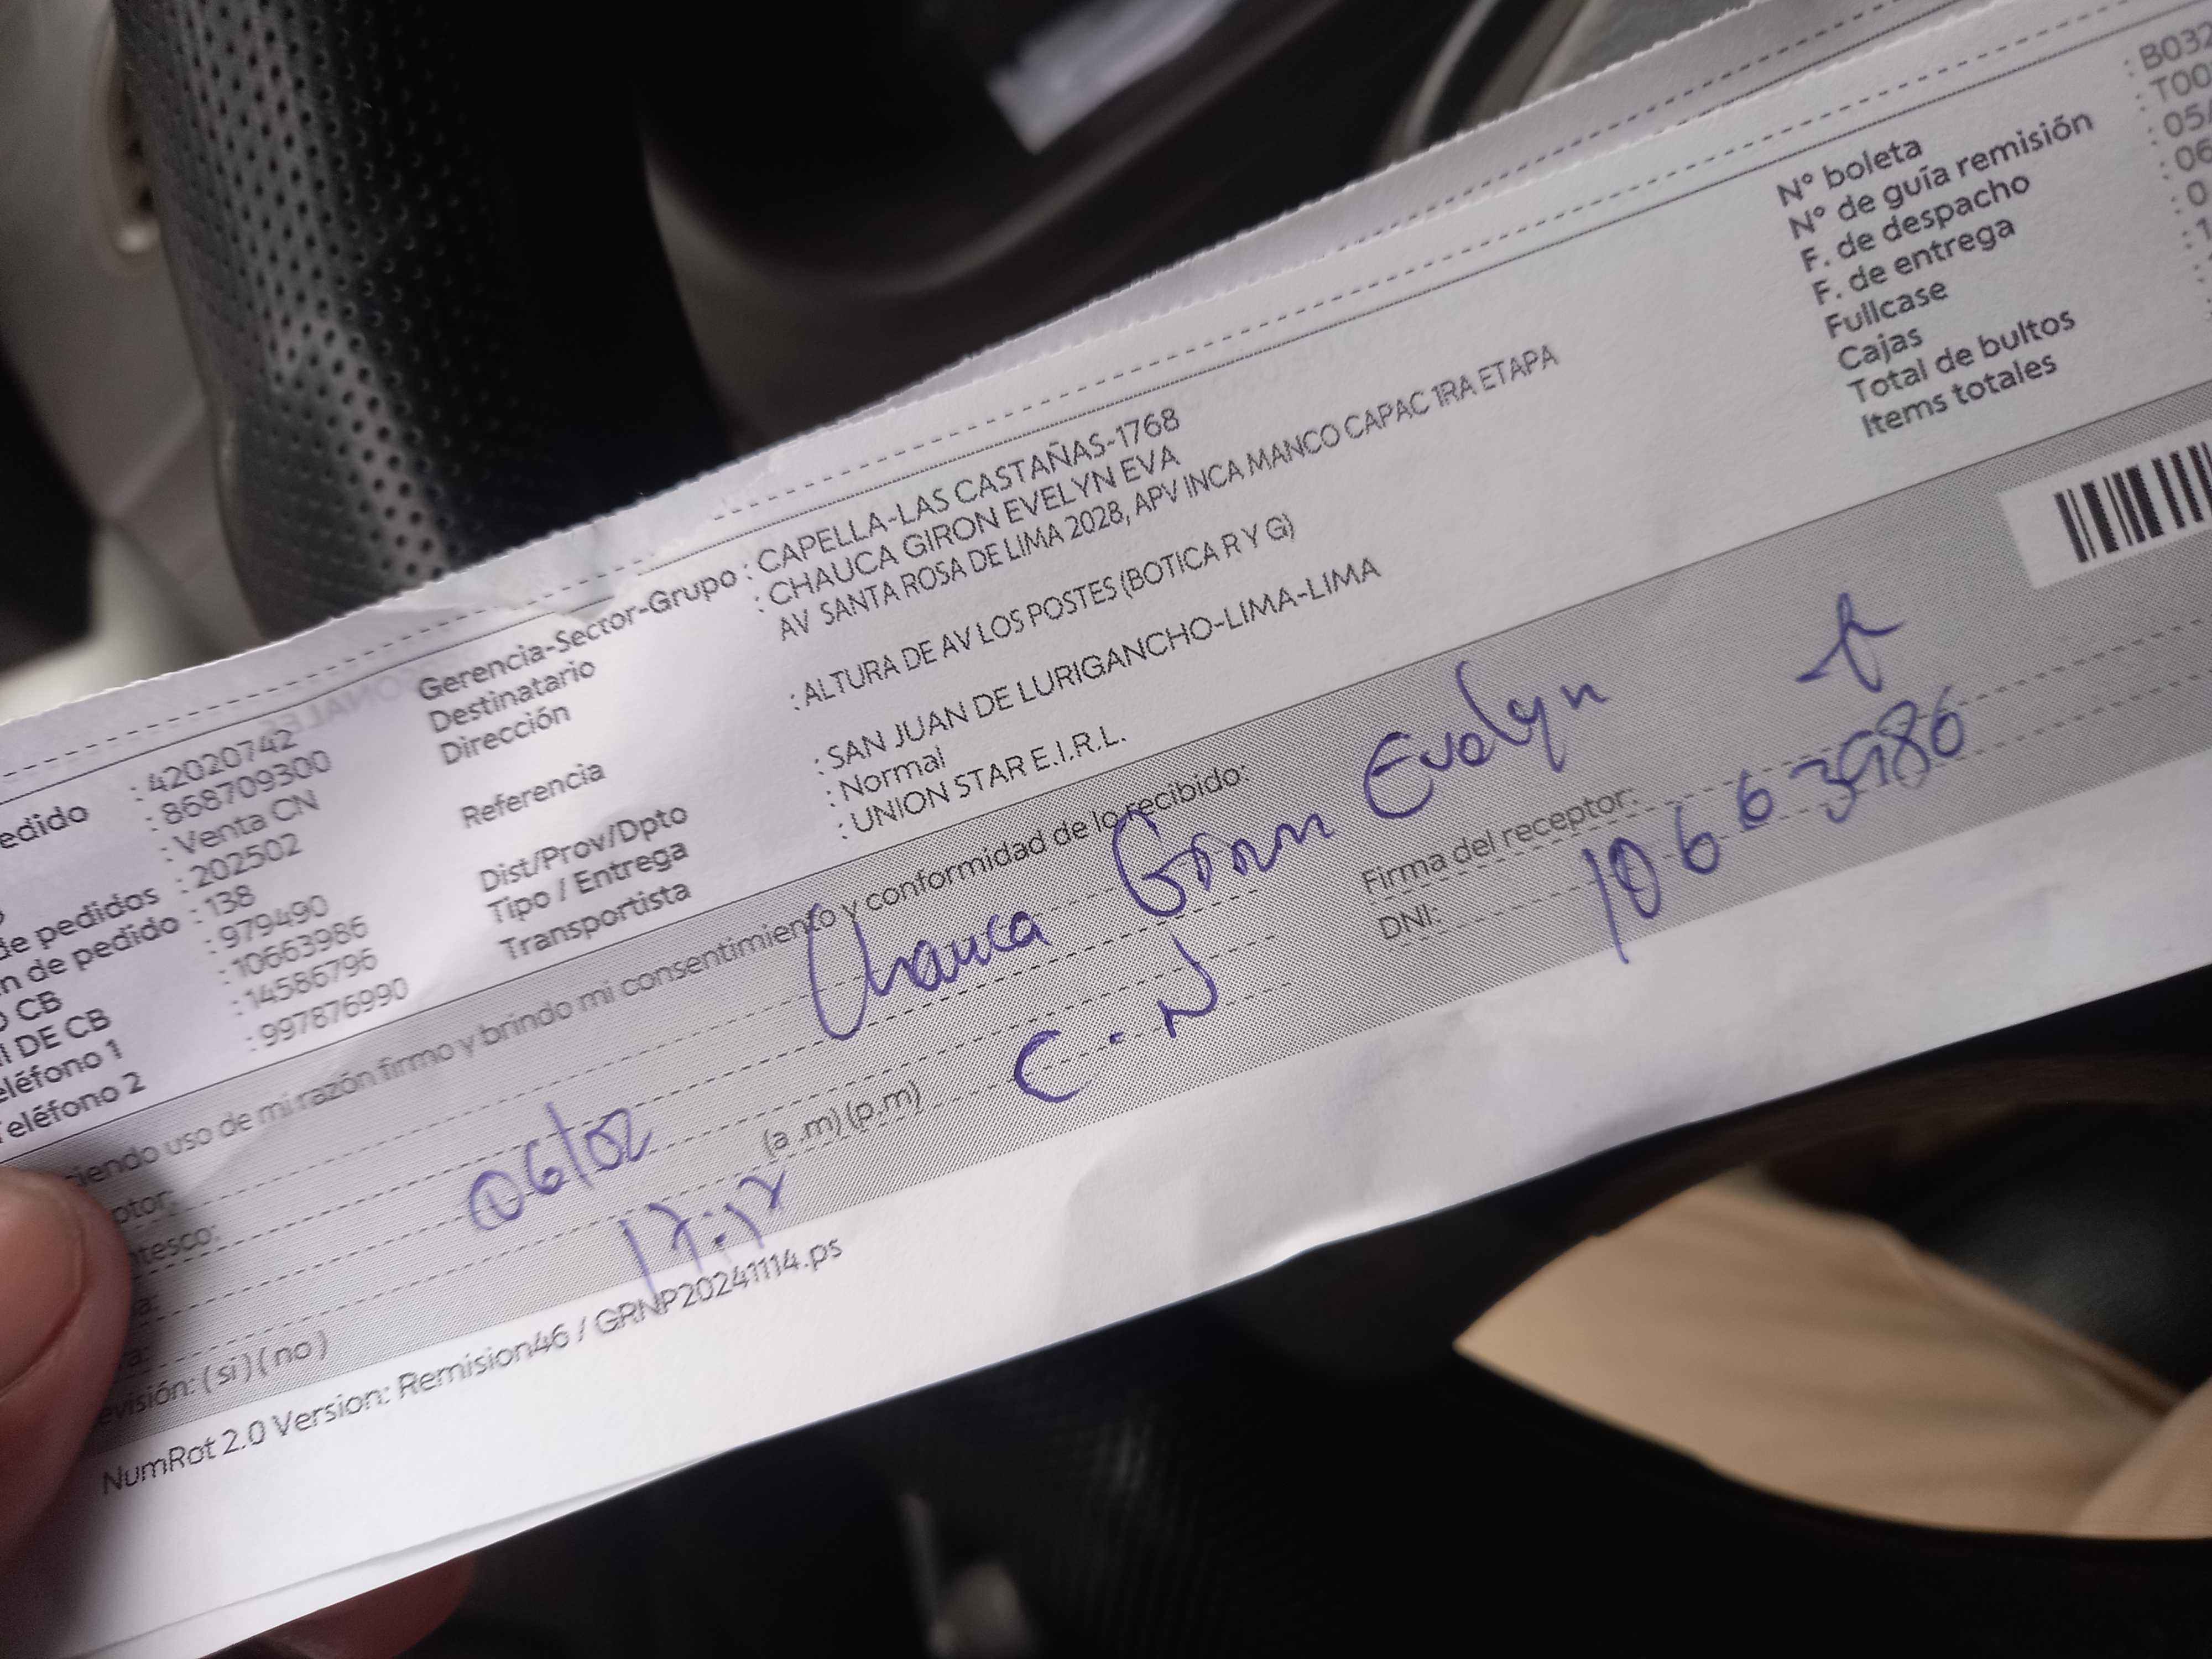 edido : 42020742
: 868709300
: Venta CN
de pedidos : 202502
n de pedido : 138
CB : 979490
DE CB : 10663986
eléfono 1 : 14586796
Teléfono 2 : 997876990
Gerencia-Sector-Grupo : CAPELLA-LAS CASTAÑAS-1768
Destinatario : CHAUCA GIRON EVELYN EVA
Dirección AV SANTA ROSA DE LIMA 2028, APV INCA MANCO CAPAC 1RA ETAPA
Referencia : ALTURA DE AV LOS POSTES (BOTICA R Y G)
Dist/Prov/Dpto : SAN JUAN DE LURIGANCHO-LIMA-LIMA
Tipo / Entrega : Normal
Transportista : UNION STAR E.I.R.L.
N° boleta : B032
N° de guía remisión : T00
F. de despacho : 05/
F. de entrega : 06
Fullcase : 0
Cajas
Total de bultos
Items totales
iendo uso de mi razón firmo y brindo mi consentimiento y conformidad de lo recibido:
ptor: Chauca Giron Evelyn
tesco: C.N
a: 06/02
a: 17:12 (a .m) (p.m)
evisión: ( si ) ( no )
Firma del receptor:
DNI: 10663986
NumRot 2.0 Version: Remision46 / GRNP20241114.ps